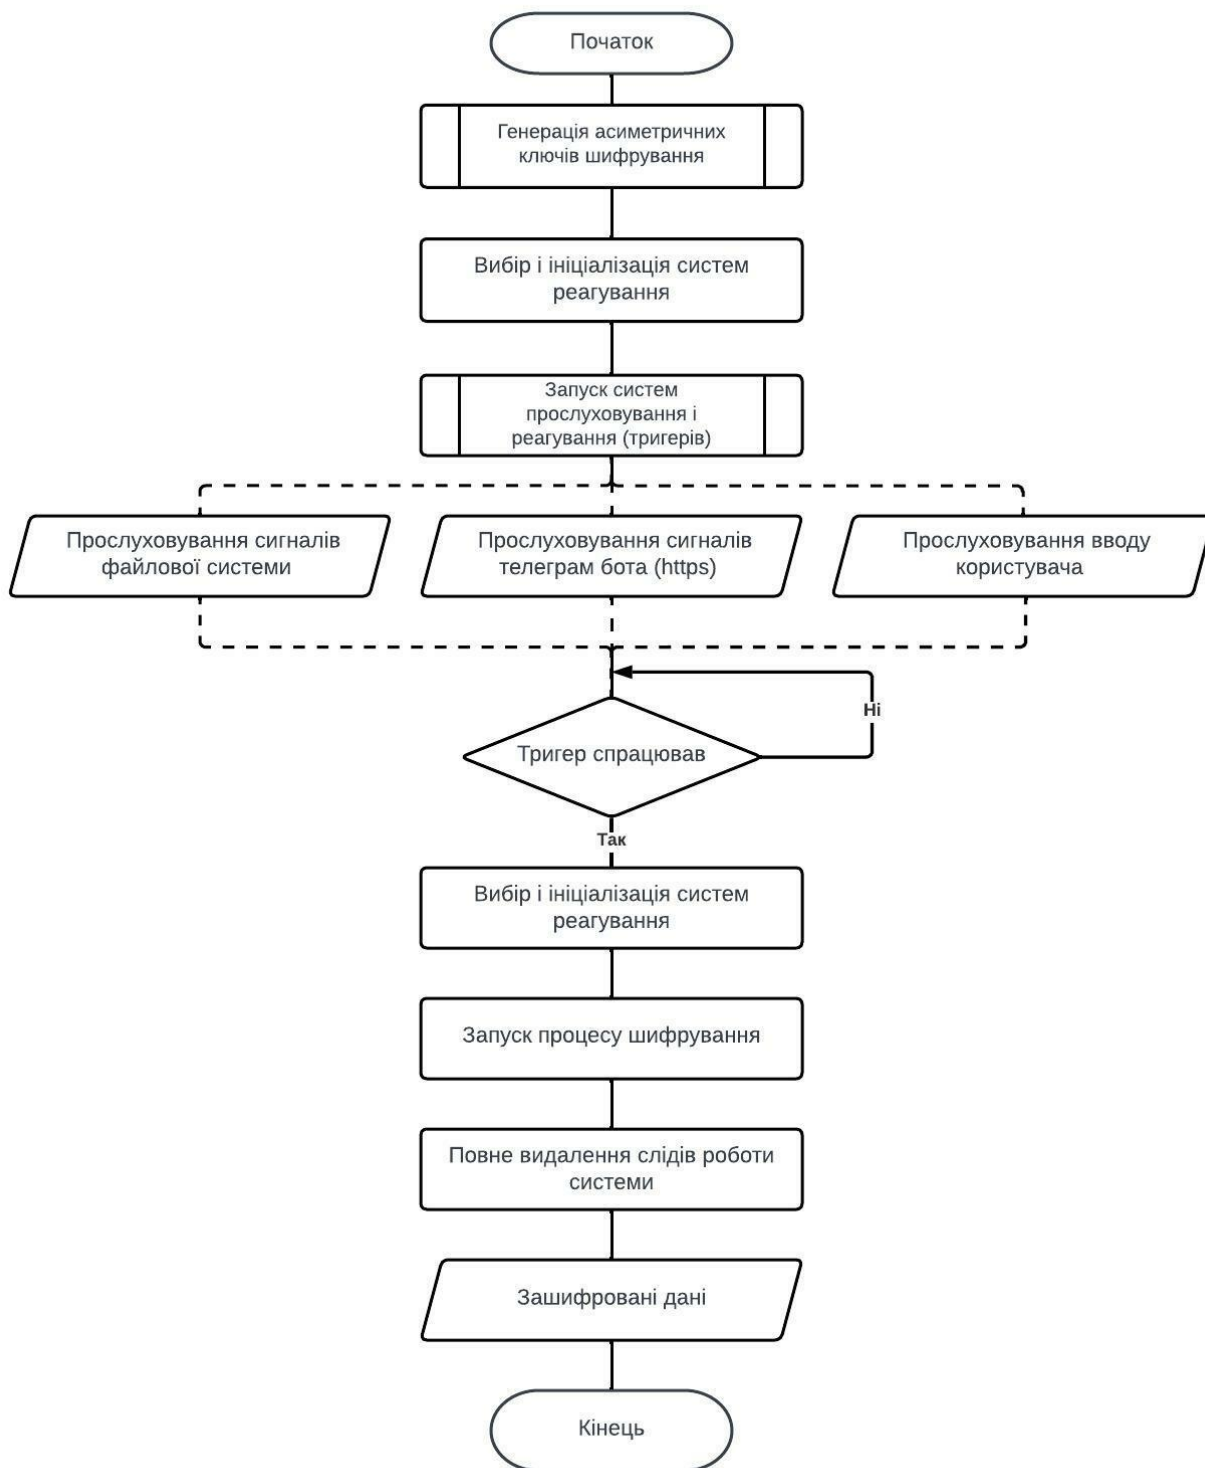 Початок
Генерація асиметричних
ключів шифрування
Вибір і ініціалізація систем
реагування
Запуск систем
прослуховування і
реагування (тригерів)
Прослуховування сигналів
файлової системи
Прослуховування сигналів
телеграм бота (https)
Прослуховування вводу
користувача
Ні
Тригер спрацював
Так
Вибір і ініціалізація систем
реагування
Запуск процесу шифрування
Повне видалення слідів роботи
системи
Зашифровані дані
Кінець